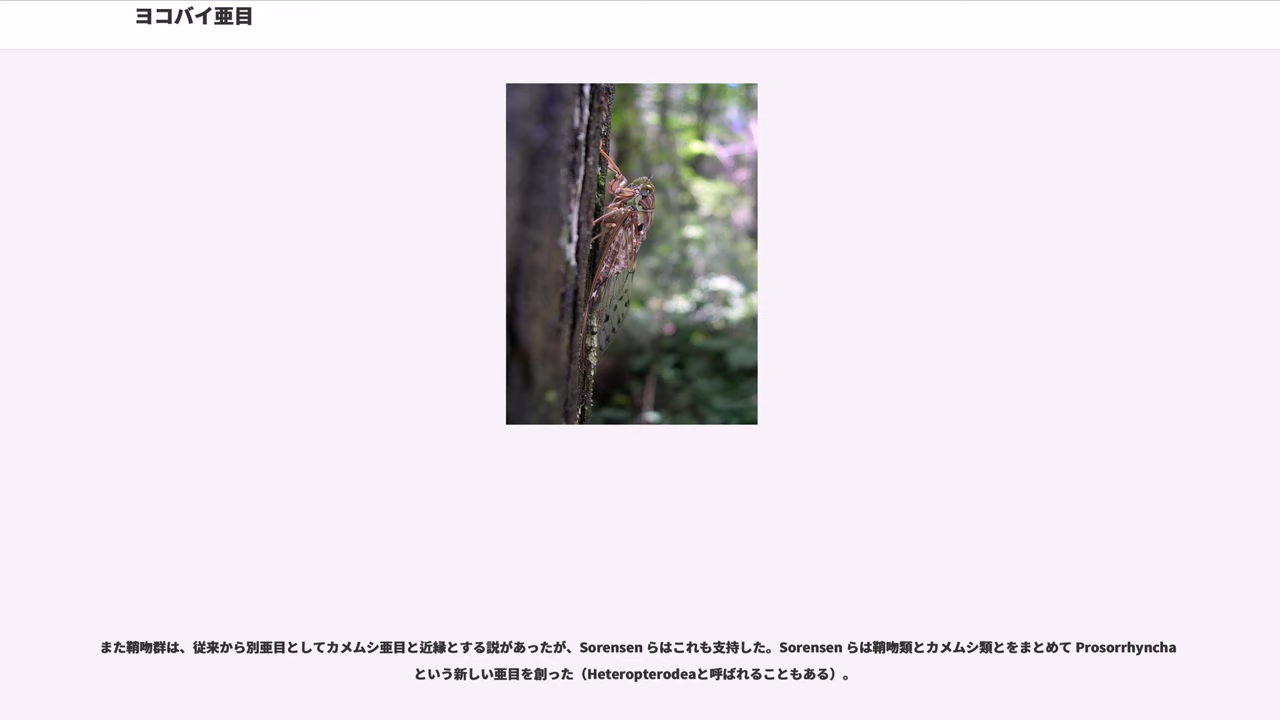 ヨコバイ亜目
また鞘吻群は、従来から別亜目としてカメムシ亜目と近縁とする説があったが、Sorensen らはこれも支持した。Sorensen らは鞘吻類とカメムシ類とをまとめて Prosorrhyncha
という新しい亜目を創った（Heteropterodeaと呼ばれることもある）。